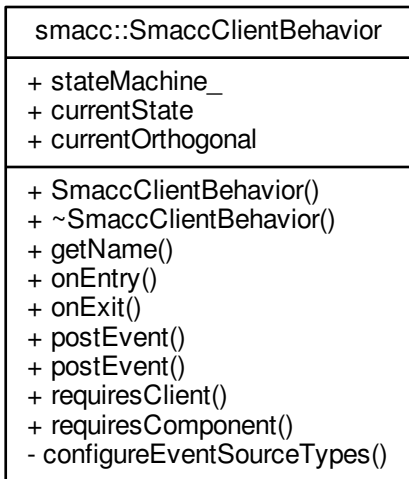 smacc::SmaccClientBehavior
+ stateMachine_
+ currentState
+ currentOrthogonal
+ SmaccClientBehavior()
+ ~SmaccClientBehavior()
+ getName()
+ onEntry()
+ onExit()
+ postEvent()
+ postEvent()
+ requiresClient()
+ requiresComponent()
- configureEventSourceTypes()